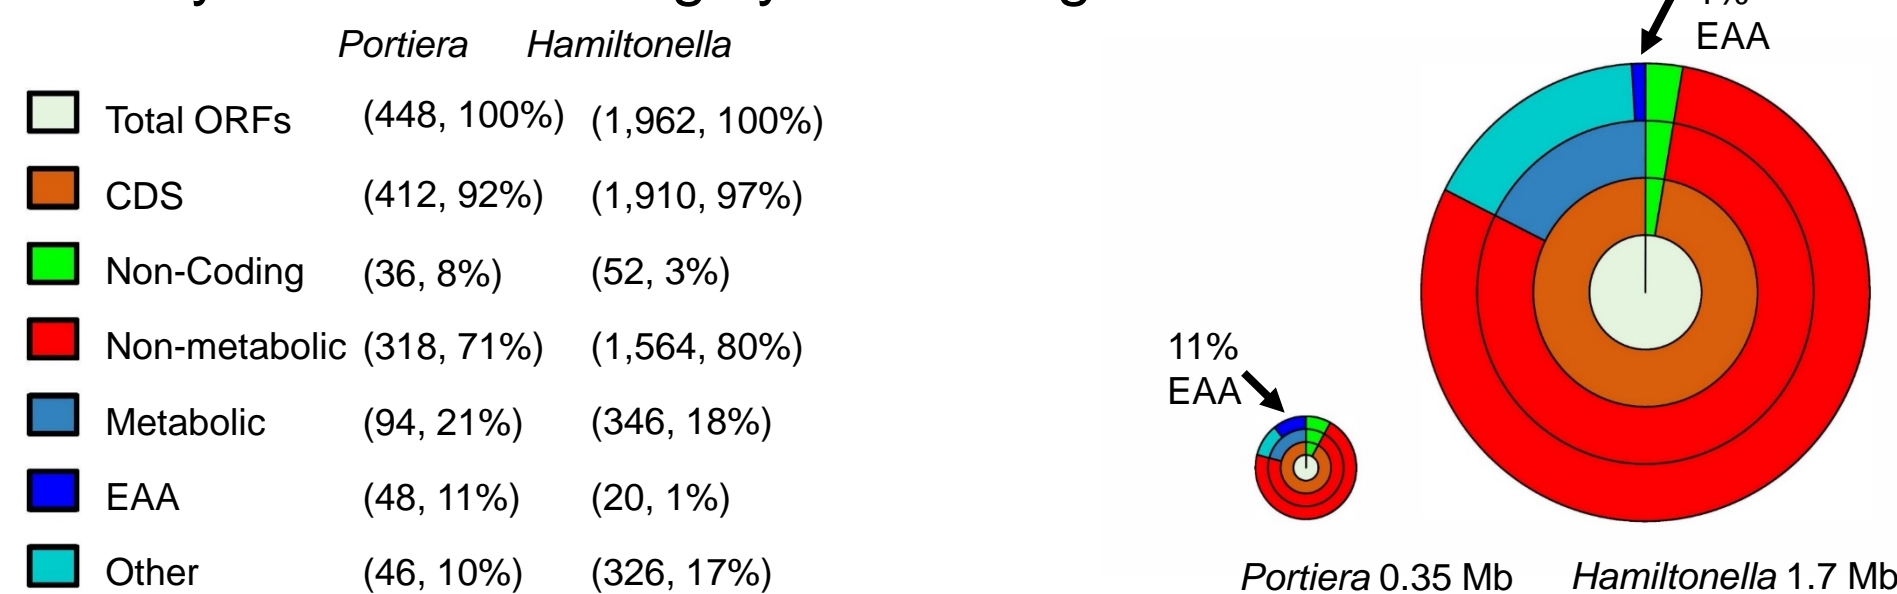 Portiera Hamiltonella
Total ORFs (448, 100%) (1,962, 100%)
CDS (412, 92%) (1,910, 97%)
Non-Coding (36, 8%) (52, 3%)
Non-metabolic (318, 71%) (1,564, 80%)
Metabolic (94, 21%) (346, 18%)
EAA (48, 11%) (20, 1%)
Other (46, 10%) (326, 17%)
EAA
11%
EAA
Portiera 0.35 Mb Hamiltonella 1.7 Mb